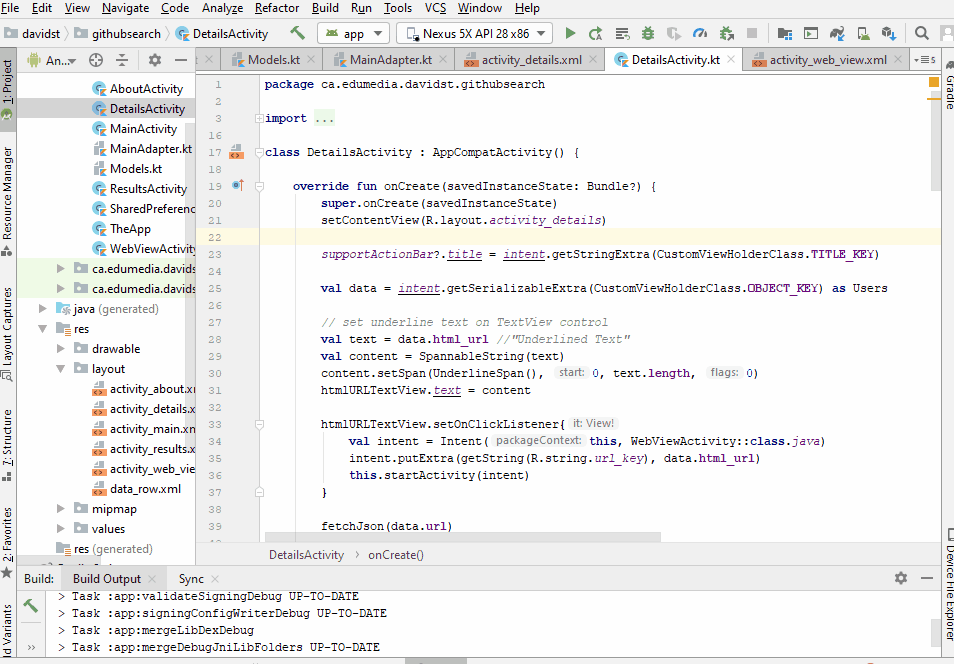 File Edit View Navigate Code Analyze Refactor Build Run Tools VCS Window Help
davidst githubsearch DetailsActivity app Nexus 5X API 28 x86
An... Models.kt MainAdapter.kt activity_details.xml DetailsActivity.kt activity_web_view.xml 5
1: Project
Resource Manager
Layout Captures
7: Structure
2: Favorites
AboutActivity
DetailsActivity
MainActivity
MainAdapter.kt
Models.kt
ResultsActivity
SharedPreferenc
TheApp
WebViewActivity
ca.edumedia.davids
ca.edumedia.davids
java (generated)
res
drawable
layout
activity_about.xm
activity_details.x
activity_main.xm
activity_results.x
activity_web_vie
data_row.xml
mipmap
values
res (generated)
1 package ca.edumedia.davidst.githubsearch
2
3 import ...
16
17 class DetailsActivity : AppCompatActivity() {
18
19 override fun onCreate(savedInstanceState: Bundle?) {
20 super.onCreate(savedInstanceState)
21 setContentView(R.layout.activity_details)
22
23 supportActionBar?.title = intent.getStringExtra(CustomViewHolderClass.TITLE_KEY)
24
25 val data = intent.getSerializableExtra(CustomViewHolderClass.OBJECT_KEY) as Users
26
27 // set underline text on TextView control
28 val text = data.html_url //"Underlined Text"
29 val content = SpannableString(text)
30 content.setSpan(UnderlineSpan(), start: 0, text.length, flags: 0)
31 htmlURLTextView.text = content
32
33 htmlURLTextView.setOnClickListener{ it: View!
34 val intent = Intent( packageContext: this, WebViewActivity::class.java)
35 intent.putExtra(getString(R.string.url_key), data.html_url)
36 this.startActivity(intent)
37 }
38
39 fetchJson(data.url)
DetailsActivity › onCreate()
Gradle
Device File Explorer
Build: Build Output Sync
> Task :app:validateSigningDebug UP-TO-DATE
> Task :app:signingConfigWriterDebug UP-TO-DATE
> Task :app:mergeLibDexDebug
> Task :app:mergeDebugJniLibFolders UP-TO-DATE
ld Variants
»